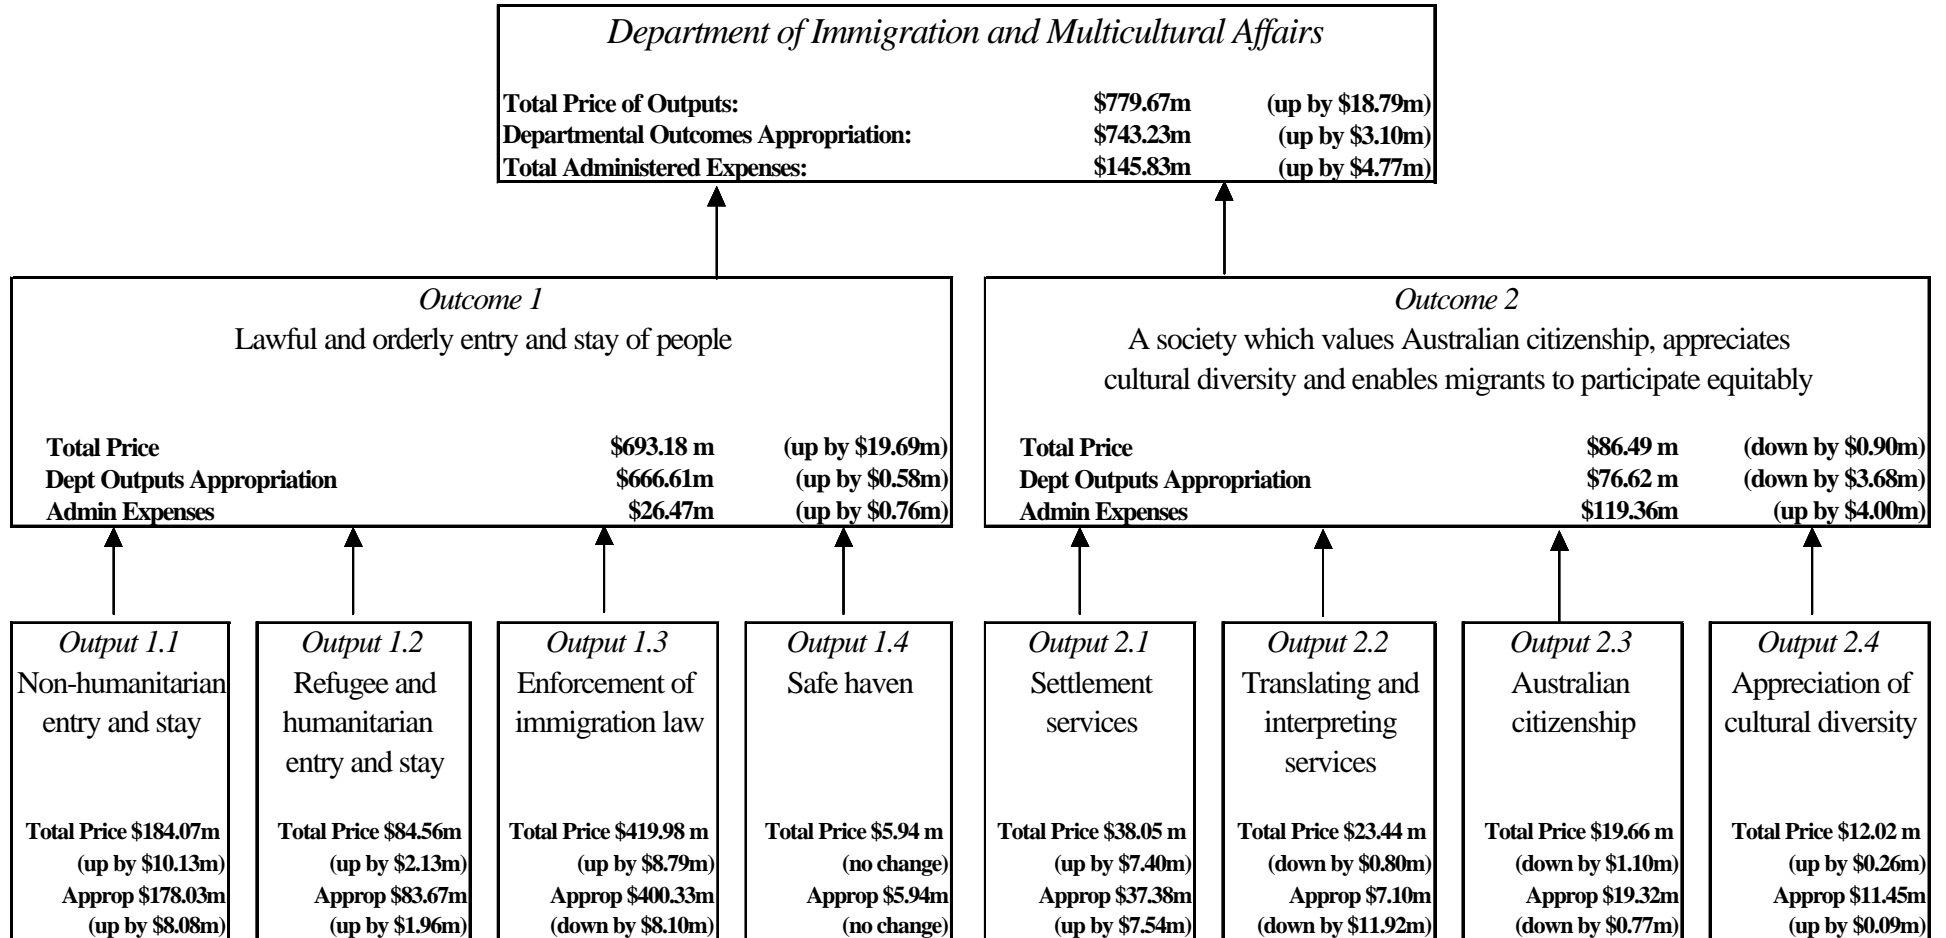 Department of Immigration and Multicultural Affairs
Total Price of Outputs: $779.67m (up by $18.79m)
Departmental Outcomes Appropriation: $743.23m (up by $3.10m)
Total Administered Expenses: $145.83m (up by $4.77m)
Outcome 1
Lawful and orderly entry and stay of people
Total Price $693.18 m (up by $19.69m)
Dept Outputs Appropriation $666.61m (up by $0.58m)
Admin Expenses $26.47m (up by $0.76m)
Outcome 2
A society which values Australian citizenship, appreciates
cultural diversity and enables migrants to participate equitably
Total Price $86.49 m (down by $0.90m)
Dept Outputs Appropriation $76.62 m (down by $3.68m)
Admin Expenses $119.36m (up by $4.00m)
Output 1.1
Non-humanitarian
entry and stay
Total Price $184.07m
(up by $10.13m)
Approp $178.03m
(up by $8.08m)
Output 1.2
Refugee and
humanitarian
entry and stay
Total Price $84.56m
(up by $2.13m)
Approp $83.67m
(up by $1.96m)
Output 1.3
Enforcement of
immigration law
Total Price $419.98 m
(up by $8.79m)
Approp $400.33m
(down by $8.10m)
Output 1.4
Safe haven
Total Price $5.94 m
(no change)
Approp $5.94m
(no change)
Output 2.1
Settlement
services
Total Price $38.05 m
(up by $7.40m)
Approp $37.38m
(up by $7.54m)
Output 2.2
Translating and
interpreting
services
Total Price $23.44 m
(down by $0.80m)
Approp $7.10m
(down by $11.92m)
Output 2.3
Australian
citizenship
Total Price $19.66 m
(down by $1.10m)
Approp $19.32m
(down by $0.77m)
Output 2.4
Appreciation of
cultural diversity
Total Price $12.02 m
(up by $0.26m)
Approp $11.45m
(up by $0.09m)